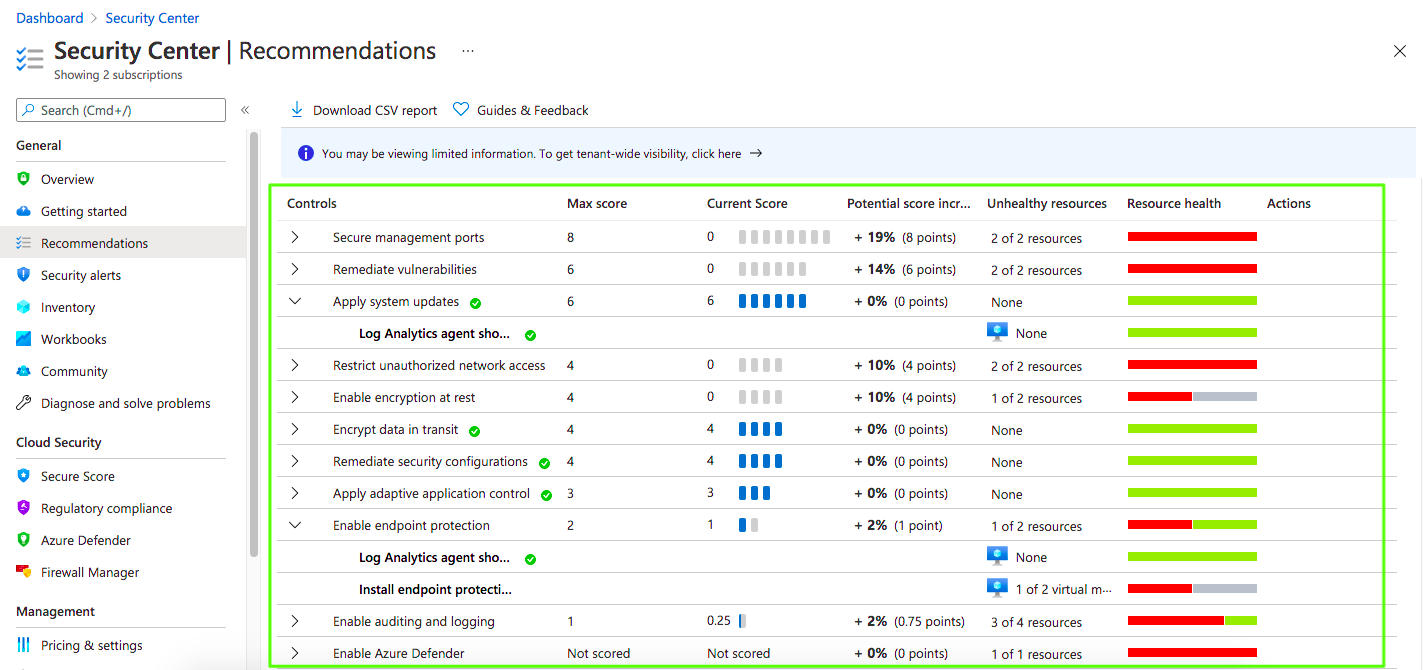 Dashboard > Security Center
Security Center | Recommendations ...
Showing 2 subscriptions
Search (Cmd+/)
«
General
Overview
Getting started
Recommendations
Security alerts
Inventory
Workbooks
Community
Diagnose and solve problems
Cloud Security
Secure Score
Regulatory compliance
Azure Defender
Firewall Manager
Management
Pricing & settings
Download CSV report Guides & Feedback
You may be viewing limited information. To get tenant-wide visibility, click here →
Controls Max score Current Score Potential score incr... Unhealthy resources Resource health Actions
Secure management ports 8 0 + 19% (8 points) 2 of 2 resources
Remediate vulnerabilities 6 0 + 14% (6 points) 2 of 2 resources
Apply system updates 6 6 + 0% (0 points) None
Log Analytics agent sho... None
Restrict unauthorized network access 4 0 + 10% (4 points) 2 of 2 resources
Enable encryption at rest 4 0 + 10% (4 points) 1 of 2 resources
Encrypt data in transit 4 4 + 0% (0 points) None
Remediate security configurations 4 4 + 0% (0 points) None
Apply adaptive application control 3 3 + 0% (0 points) None
Enable endpoint protection 2 1 + 2% (1 point) 1 of 2 resources
Log Analytics agent sho... None
Install endpoint protecti... 1 of 2 virtual m...
Enable auditing and logging 1 0.25 + 2% (0.75 points) 3 of 4 resources
Enable Azure Defender Not scored Not scored + 0% (0 points) 1 of 1 resources